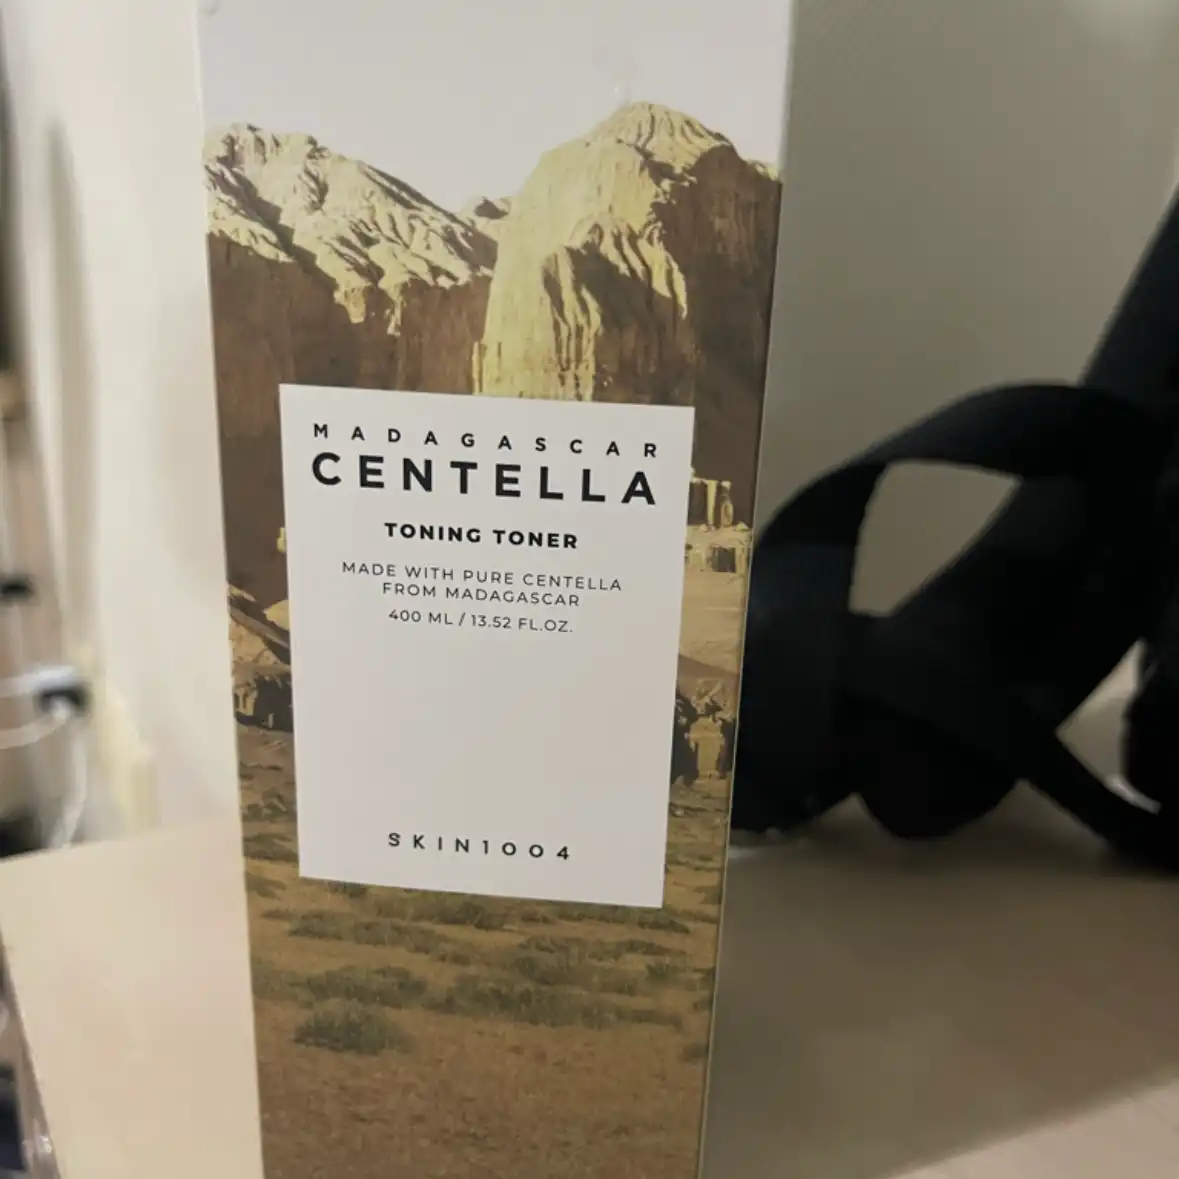 MADAGASCAR
CENTELLA
TONING TONER
MADE WITH PURE CENTELLA
FROM MADAGASCAR
400 ML / 13.52 FL.OZ.
SKIN1004